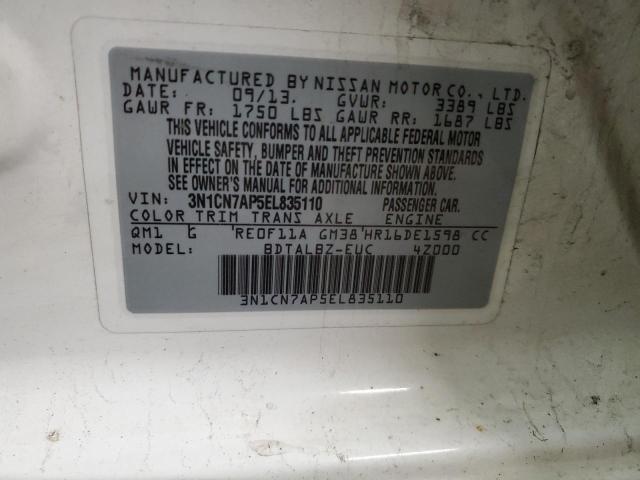 MANUFACTURED BY NISSAN MOTOR CO., LTD.
DATE: 09/13. GVWR: 3389 LBS
GAWR FR: 1750 LBS GAWR RR: 1687 LBS
THIS VEHICLE CONFORMS TO ALL APPLICABLE FEDERAL MOTOR
VEHICLE SAFETY, BUMPER AND THEFT PREVENTION STANDARDS
IN EFFECT ON THE DATE OF MANUFACTURE SHOWN ABOVE.
SEE OWNER'S MANUAL FOR ADDITIONAL INFORMATION.
VIN: 3N1CN7AP5EL835110 PASSENGER CAR.
COLOR TRIM TRANS AXLE ENGINE
QM1 G RE0F11A GM38 HR16DE1598 CC
MODEL: BDTALBZ-EUC 4Z000
3N1CN7AP5EL835110